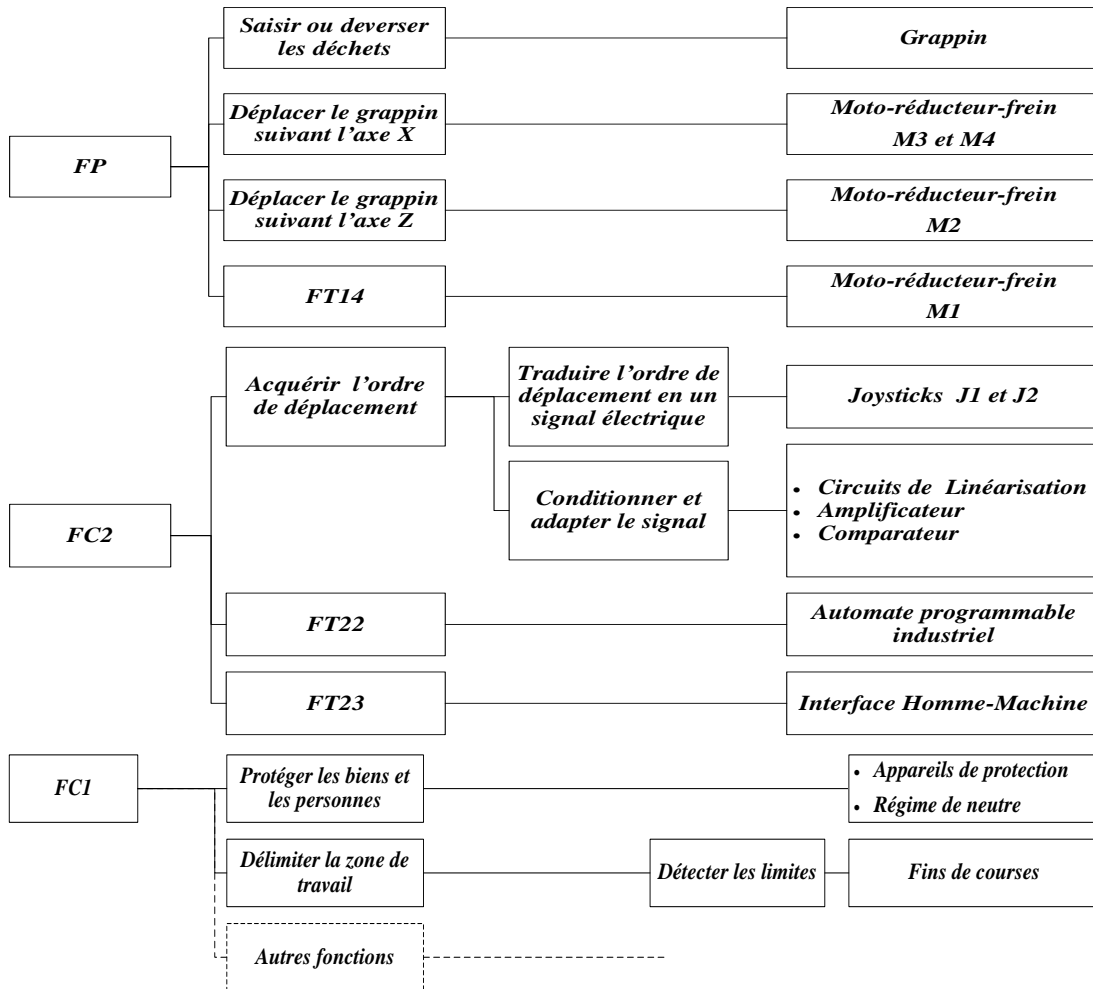 Saisir ou deverser
les déchets
Grappin
Déplacer le grappin
suivant l'axe X
Moto-réducteur-frein
M3 et M4
FP
Déplacer le grappin
suivant l'axe Z
Moto-réducteur-frein
M2
FT14
Moto-réducteur-frein
M1
Acquérir l'ordre
de déplacement
Traduire l'ordre de
déplacement en un
signal électrique
Joysticks J1 et J2
Conditionner et
adapter le signal
• Circuits de Linéarisation
• Amplificateur
• Comparateur
FC2
FT22
Automate programmable
industriel
FT23
Interface Homme-Machine
FC1
Protéger les biens et
les personnes
• Appareils de protection
• Régime de neutre
Délimiter la zone de
travail
Détecter les limites
Fins de courses
Autres fonctions